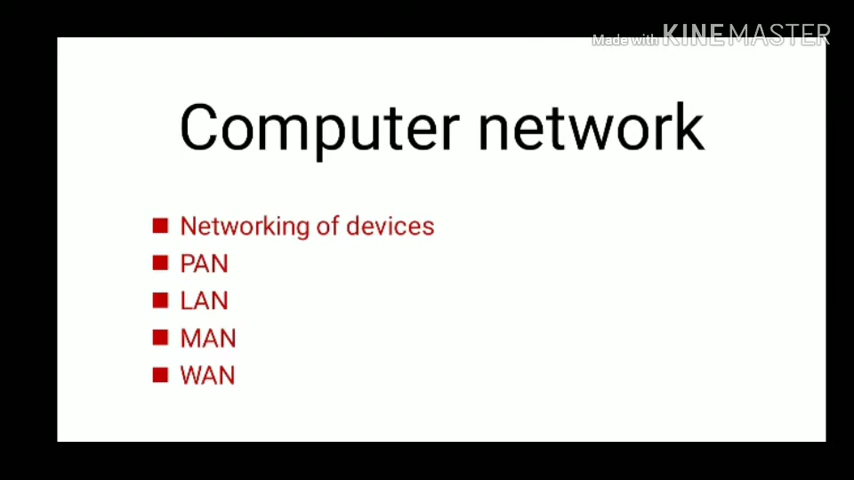 Made with KINEMASTER
Computer network
Networking of devices
PAN
LAN
MAN
WAN